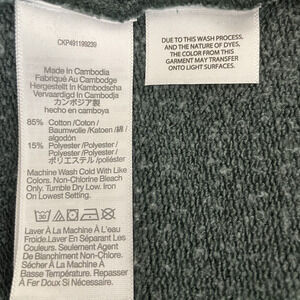 CKP491199239
Made In Cambodia
Fabriqué Au Cambodge
Hergestellt In Kambodscha
Vervaardigd In Cambodja
カンボジア製
hecho en camboya
85% Cotton /Coton/
Baumwolle /Katoen /綿 /
algodón
15% Polyester /Polyester/
Polyester /Polyester /
ポリエステル /poliéster
Machine Wash Cold With Like
Colors. Non-Chlorine Bleach
Only. Tumble Dry Low. Iron
On Lowest Setting.
Laver À La Machine À L'eau
Froide.Laver En Séparant Les
Couleurs. Seulement Agent
De Blanchiment Sans Chlore.
Sécher À La Machine À
Basse Température. Repasser
À Fer Doux Si Nécessaire.
DUE TO THIS WASH PROCESS,
AND THE NATURE OF DYES,
THE COLOR FROM THIS
GARMENT MAY TRANSFER
ONTO LIGHT SURFACES.